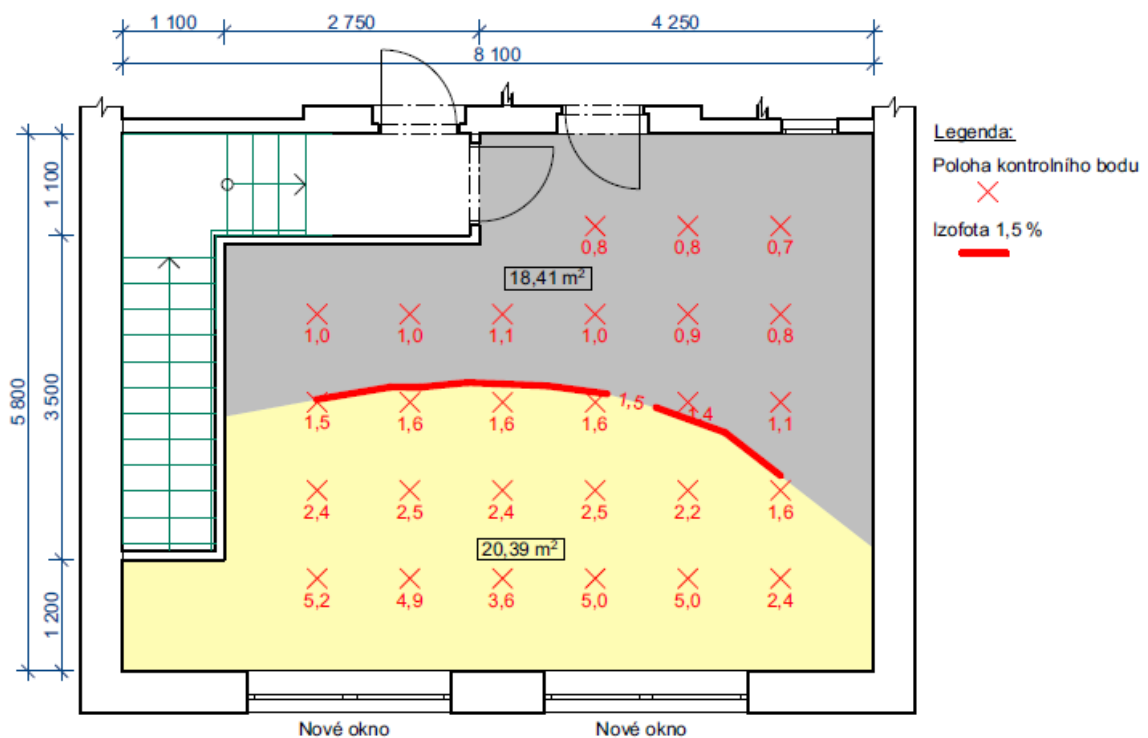 1 100 2 750 4 250
8 100
Legenda:
Poloha kontrolního bodu
Izofota 1,5 %
1 100
0,8 0,8 0,7
18,41 m²
1,0 1,0 1,1 1,0 0,9 0,8
5 800
3 500
1,5
1,5 1,6 1,6 1,6 1,4 1,1
2,4 2,5 2,4 2,5 2,2 1,6
20,39 m²
1 200
5,2 4,9 3,6 5,0 5,0 2,4
Nové okno Nové okno